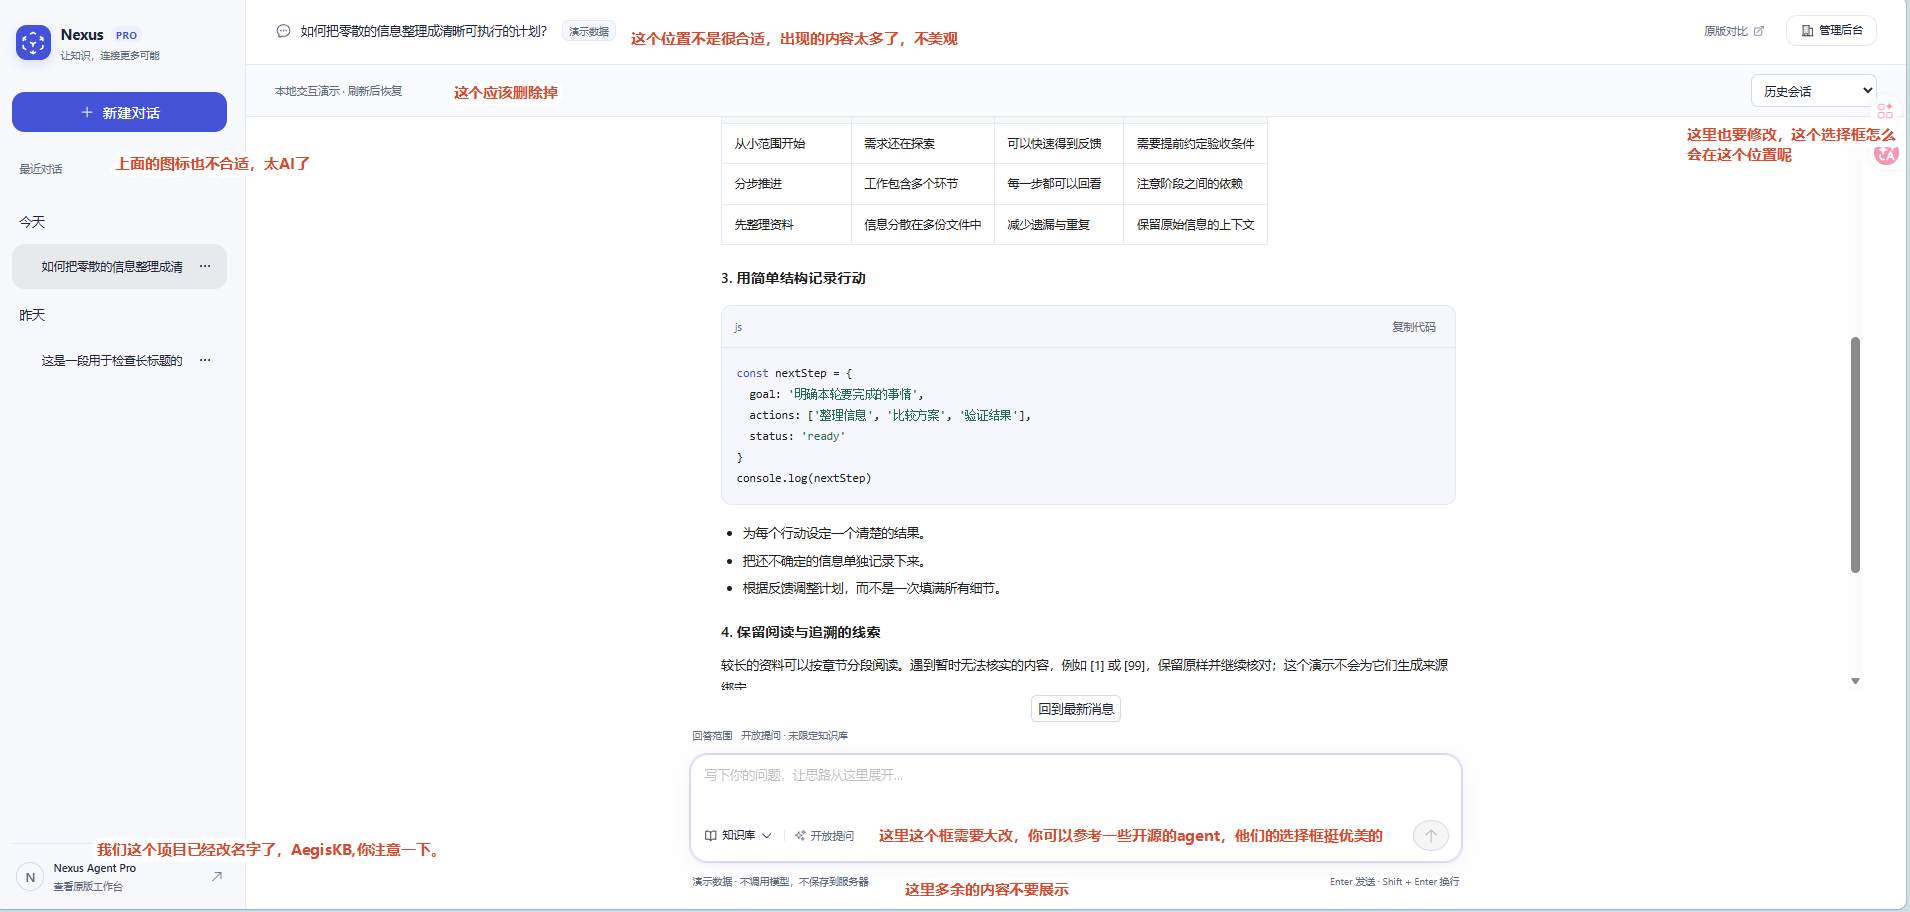 Nexus PRO
让知识，连接更多可能
如何把零散的信息整理成清晰可执行的计划?
演示数据
这个位置不是很合适，出现的内容太多了，不美观
原版对比
管理后台
本地交互演示 · 刷新后恢复
这个应该删除掉
历史会话
+ 新建对话
这里也要修改，这个选择框怎么
会在这个位置呢
上面的图标也不合适，太AI了
最近对话
今天
如何把零散的信息整理成清 ···
昨天
这是一段用于检查长标题的 ···
从小范围开始 需求还在探索 可以快速得到反馈 需要提前约定验收条件
分步推进 工作包含多个环节 每一步都可以回看 注意阶段之间的依赖
先整理资料 信息分散在多份文件中 减少遗漏与重复 保留原始信息的上下文
3. 用简单结构记录行动
js
复制代码
const nextStep = {
goal: '明确本轮要完成的事情',
actions: ['整理信息', '比较方案', '验证结果'],
status: 'ready'
}
console.log(nextStep)
• 为每个行动设定一个清楚的结果。
• 把还不确定的信息单独记录下来。
• 根据反馈调整计划，而不是一次填满所有细节。
4. 保留阅读与追溯的线索
较长的资料可以按章节分段阅读。遇到暂时无法核实的内容，例如 [1] 或 [99]，保留原样并继续核对；这个演示不会为它们生成来源
绑定
回到最新消息
回答范围 开放提问 · 未限定知识库
写下你的问题，让思路从这里展开...
知识库
开放提问
这里这个框需要大改，你可以参考一些开源的agent，他们的选择框挺优美的
演示数据 · 不调用模型，不保存到服务器
这里多余的内容不要展示
Enter 发送 · Shift + Enter 换行
我们这个项目已经改名字了，AegisKB,你注意一下。
N
Nexus Agent Pro
查看原版工作台